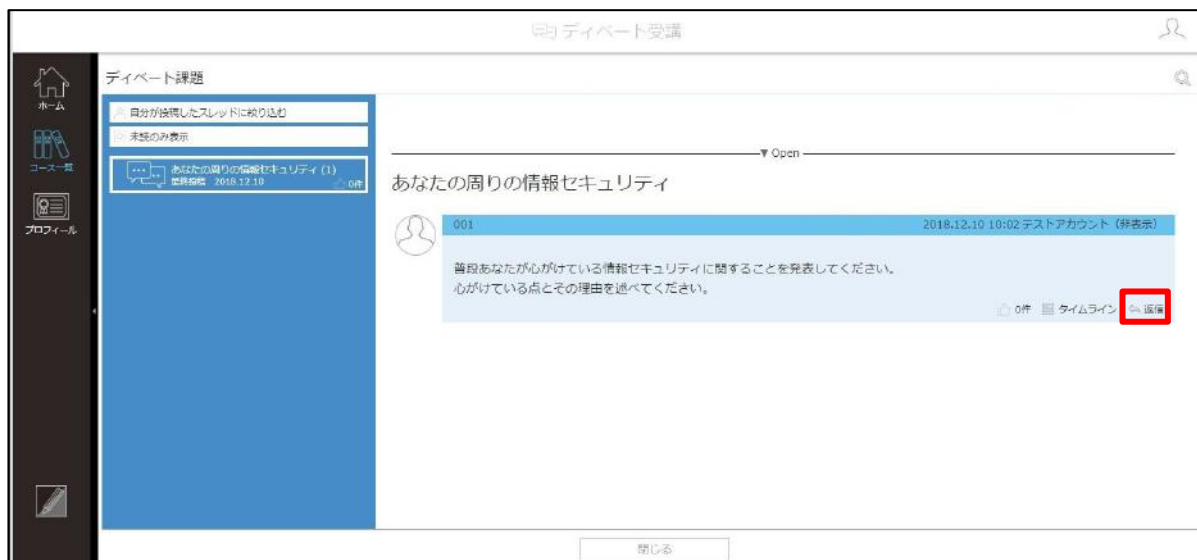 ディベート受講
ホーム
コース一覧
プロフィール
ディベート課題
自分が投稿したスレッドに絞り込む
未読のみ表示
あなたの周りの情報セキュリティ (1)
最終投稿 2018.12.10
0件
▼ Open
あなたの周りの情報セキュリティ
001
2018.12.10 10:02 テストアカウント（非表示）
普段あなたが心がけている情報セキュリティに関することを発表してください。
心がけている点とその理由を述べてください。
0件 タイムライン 返信
閉じる